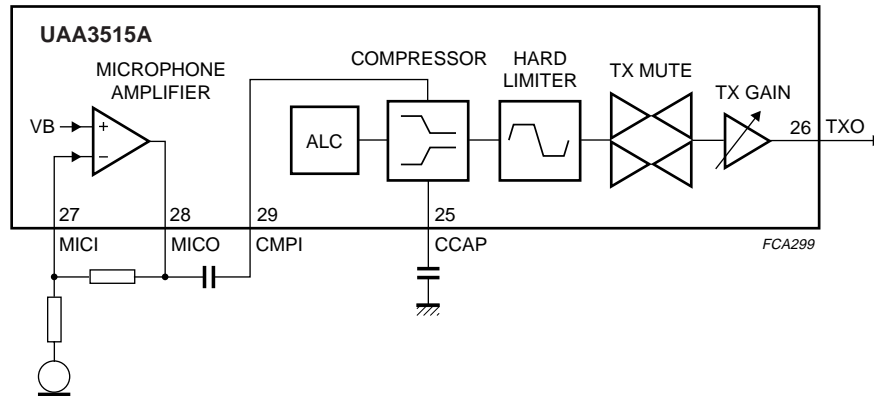 UAA3515A
MICROPHONE
AMPLIFIER
COMPRESSOR
HARD
LIMITER
TX MUTE
TX GAIN
VB
+
−
ALC
26
TXO
27
28
29
25
MICI
MICO
CMPI
CCAP
FCA299